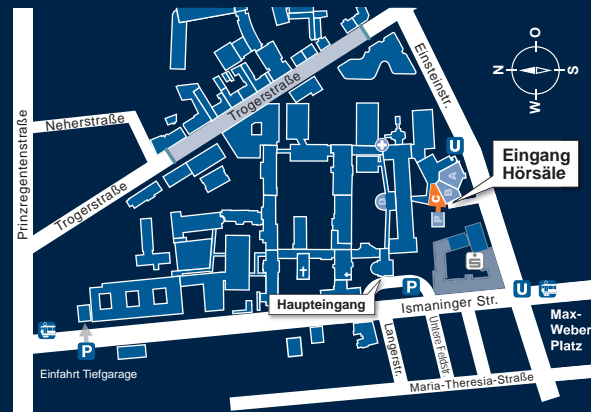 O
N
S
W
Einsteinstr.
Trogerstraße
Neherstraße
Prinzregentenstraße
Trogerstraße
U
Eingang
Hörsäle
A
B
C
D
P
S
Haupteingang
P
Ismaninger Str.
U
Max-
Weber
Platz
P
Einfahrt Tiefgarage
Langerstr.
Untere Feldstr.
Maria-Theresia-Straße